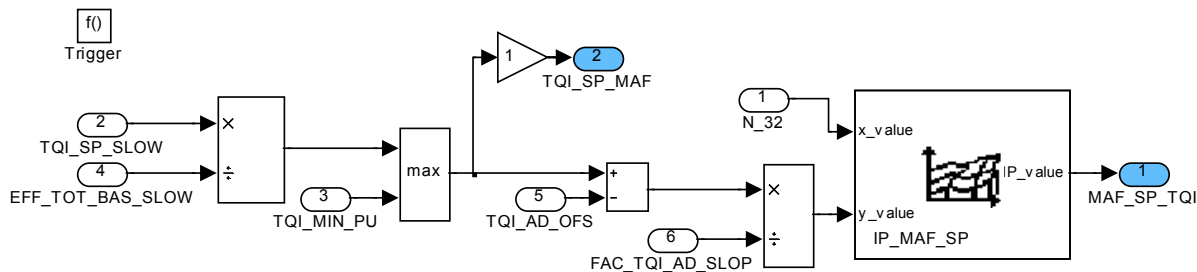 f()
Trigger
1
2
TQI_SP_MAF
2
TQI_SP_SLOW
×
4
EFF_TOT_BAS_SLOW
÷
3
TQI_MIN_PU
max
5
TQI_AD_OFS
+
−
6
FAC_TQI_AD_SLOP
×
÷
1
N_32
x_value
y_value
IP_value
IP_MAF_SP
1
MAF_SP_TQI